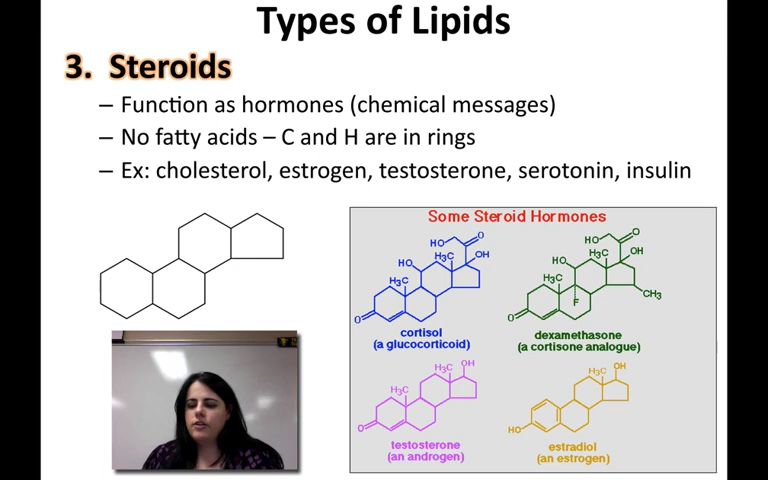 Types of Lipids
3. Steroids
– Function as hormones (chemical messages)
– No fatty acids – C and H are in rings
– Ex: cholesterol, estrogen, testosterone, serotonin, insulin
Some Steroid Hormones
HO O
H₃C OH
HO
H₃C
O
cortisol
(a glucocorticoid)
HO O
H₃C OH
HO
H₃C
F
CH₃
O
dexamethasone
(a cortisone analogue)
OH
H₃C
H₃C
O
testosterone
(an androgen)
OH
H₃C
HO
estradiol
(an estrogen)